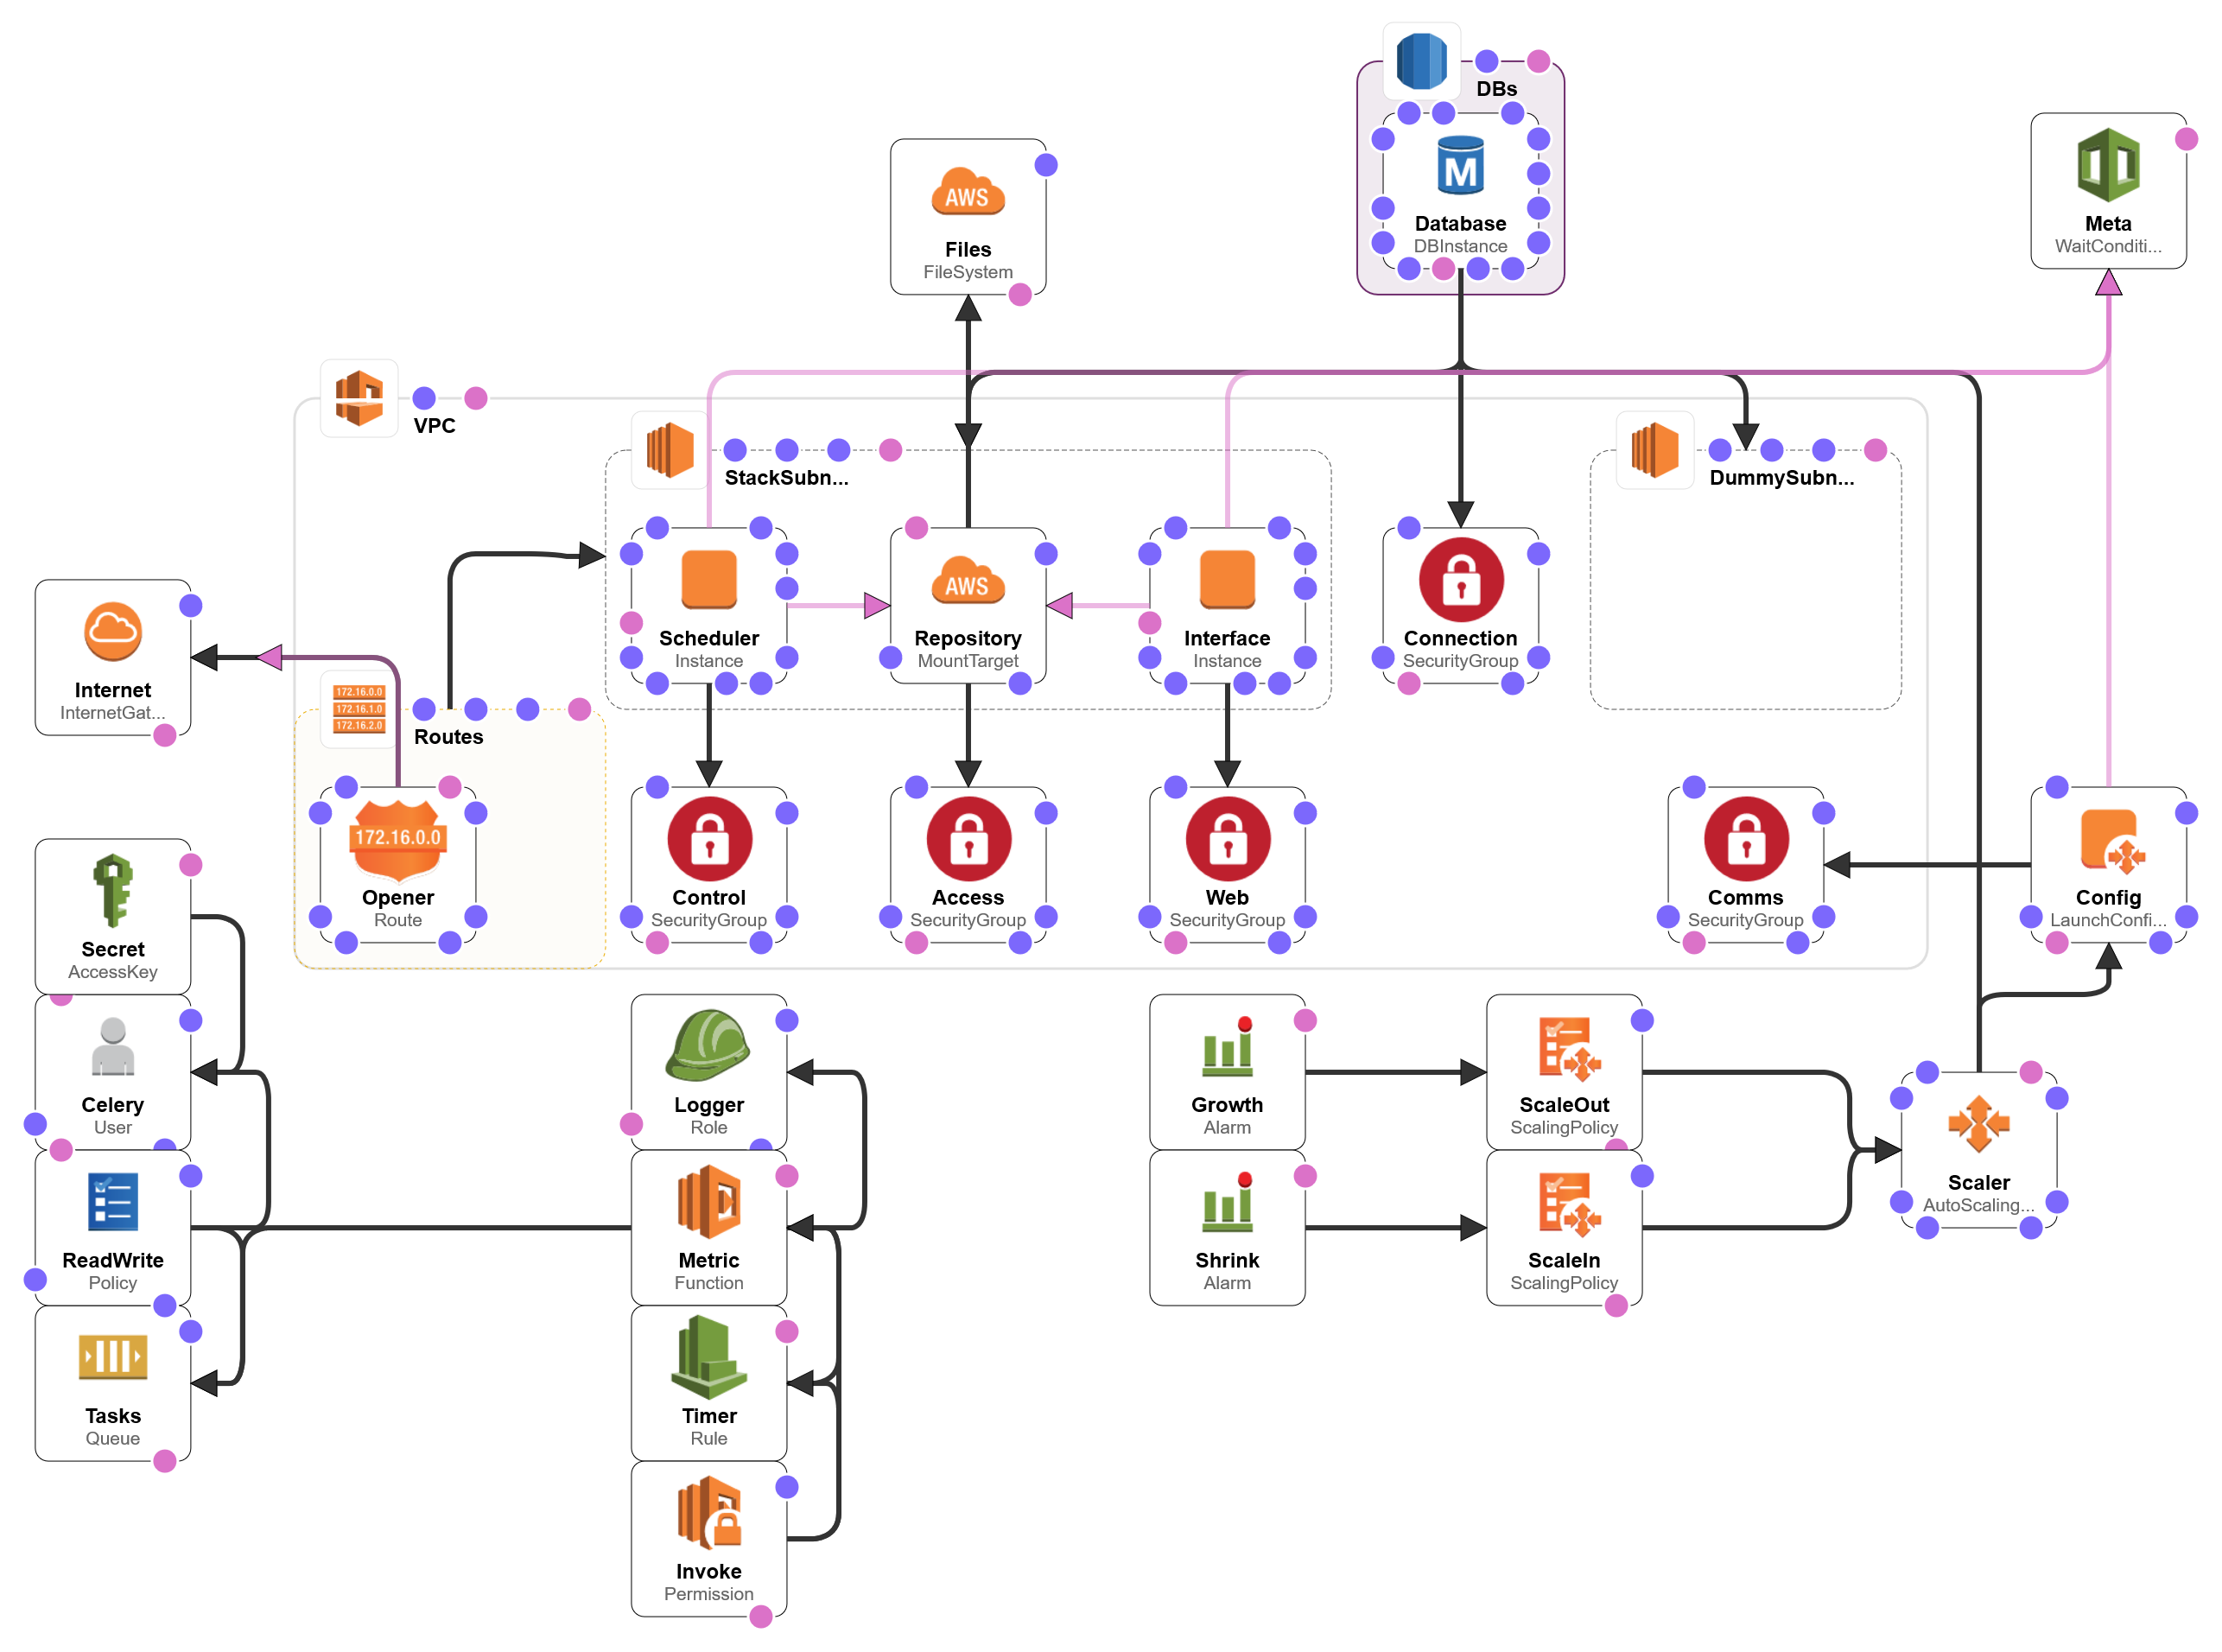 DBs
M
Database
DBInstance
AWS
Files
FileSystem
Meta
WaitConditi...
VPC
StackSubn...
DummySubn...
Scheduler
Instance
AWS
Repository
MountTarget
Interface
Instance
Connection
SecurityGroup
Internet
InternetGat...
172.16.0.0
172.16.1.0
172.16.2.0
Routes
172.16.0.0
Opener
Route
Control
SecurityGroup
Access
SecurityGroup
Web
SecurityGroup
Comms
SecurityGroup
Config
LaunchConfi...
Secret
AccessKey
Celery
User
Logger
Role
Growth
Alarm
ScaleOut
ScalingPolicy
Scaler
AutoScaling...
ReadWrite
Policy
Metric
Function
Shrink
Alarm
ScaleIn
ScalingPolicy
Tasks
Queue
Timer
Rule
Invoke
Permission